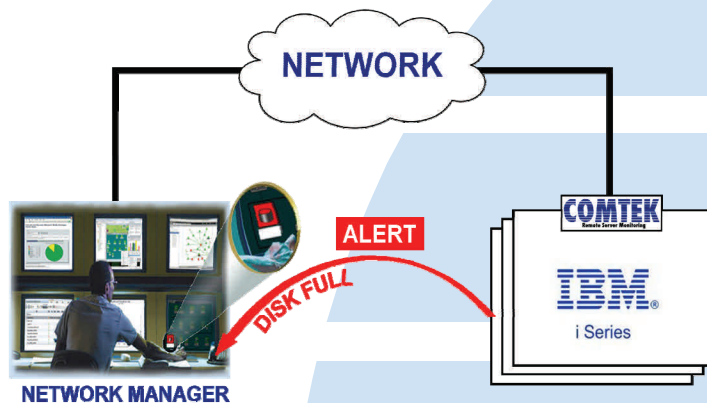 NETWORK
COMTEK
Remote Server Monitoring
ALERT
DISK FULL
IBM®
i Series
NETWORK MANAGER